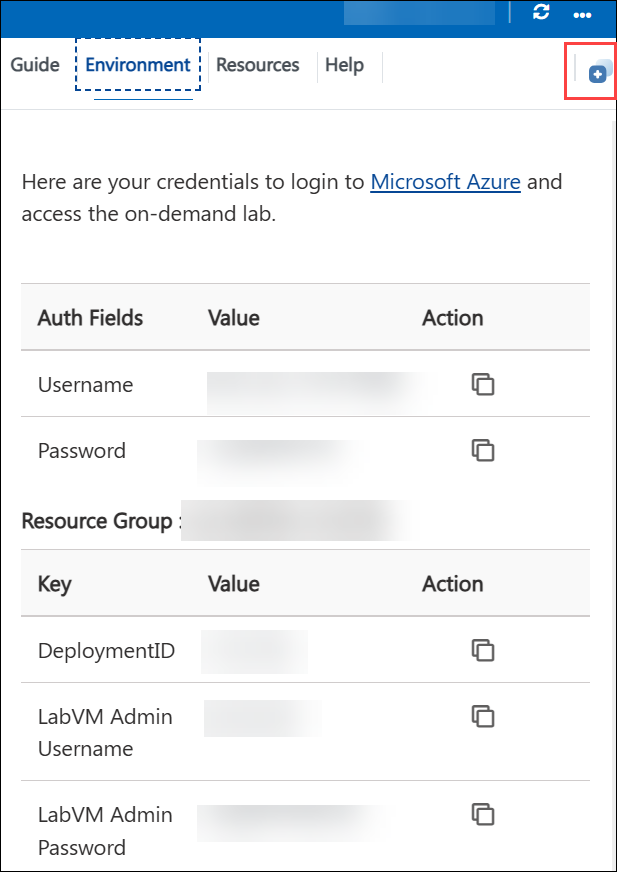 Guide Environment Resources Help
Here are your credentials to login to Microsoft Azure and
access the on-demand lab.
Auth Fields Value Action
Username
Password
Resource Group :
Key Value Action
DeploymentID
LabVM Admin
Username
LabVM Admin
Password